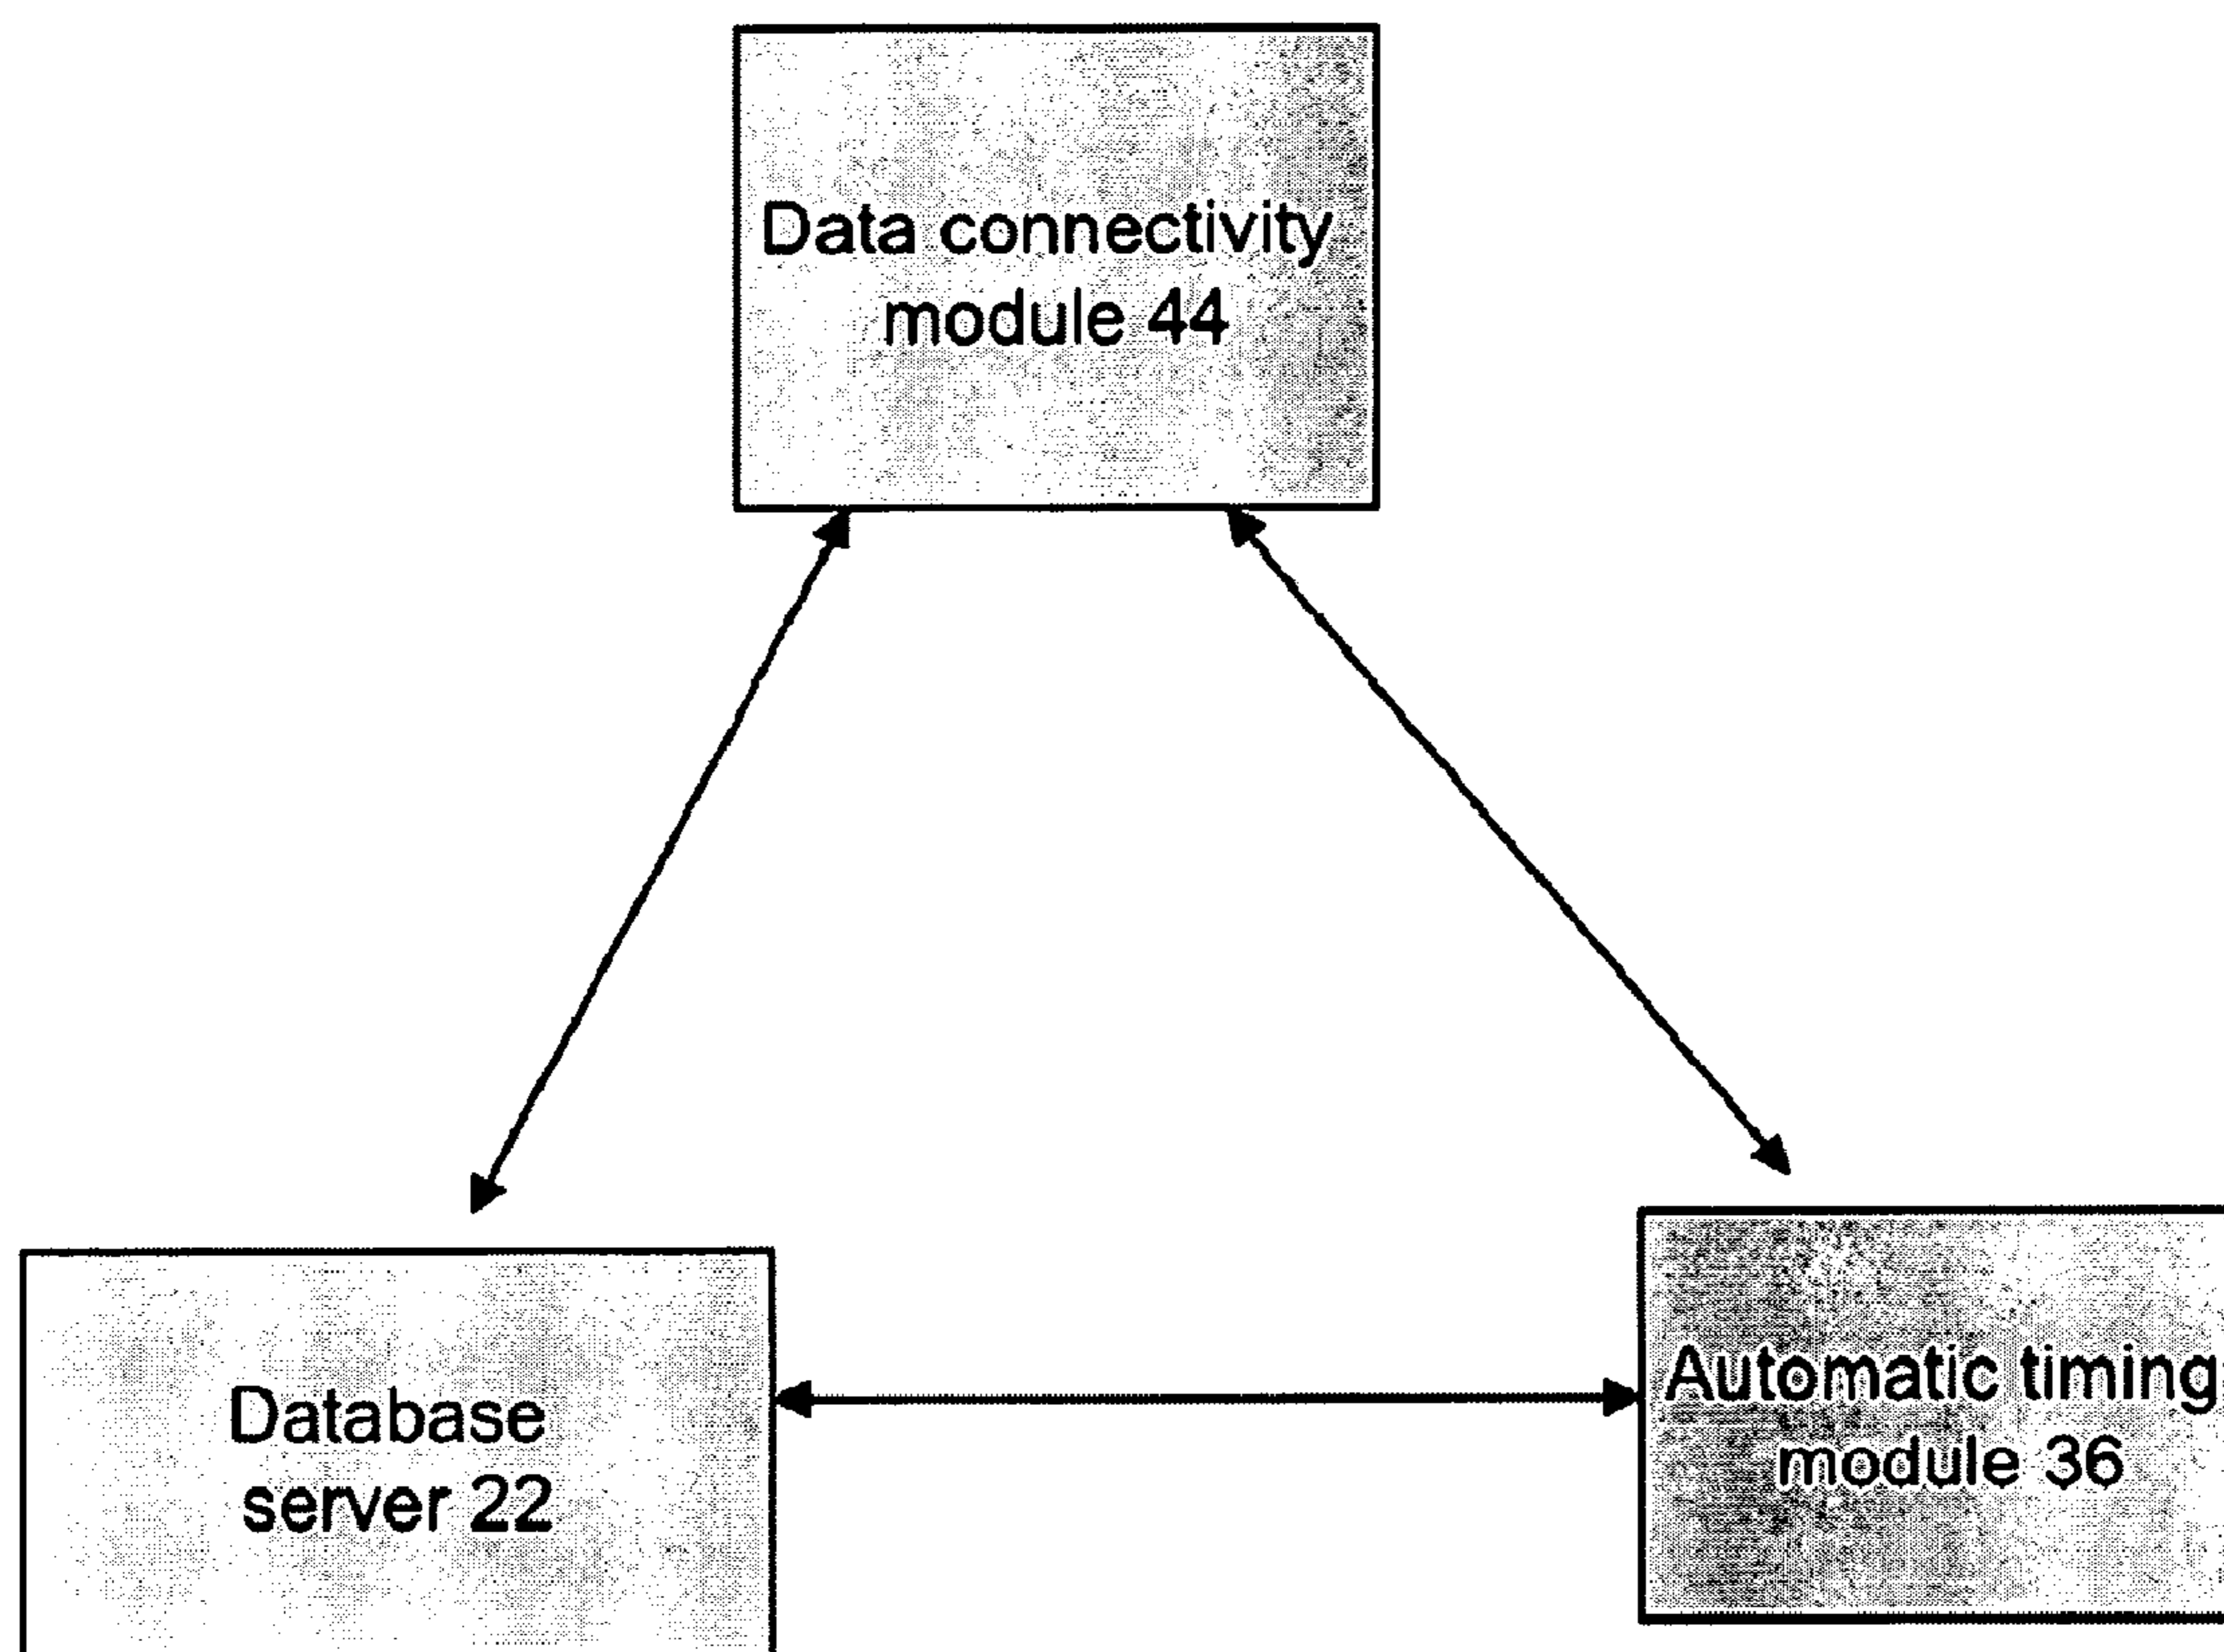 Data connectivity
module 44
Database
server 22
Automatic timing
module 36